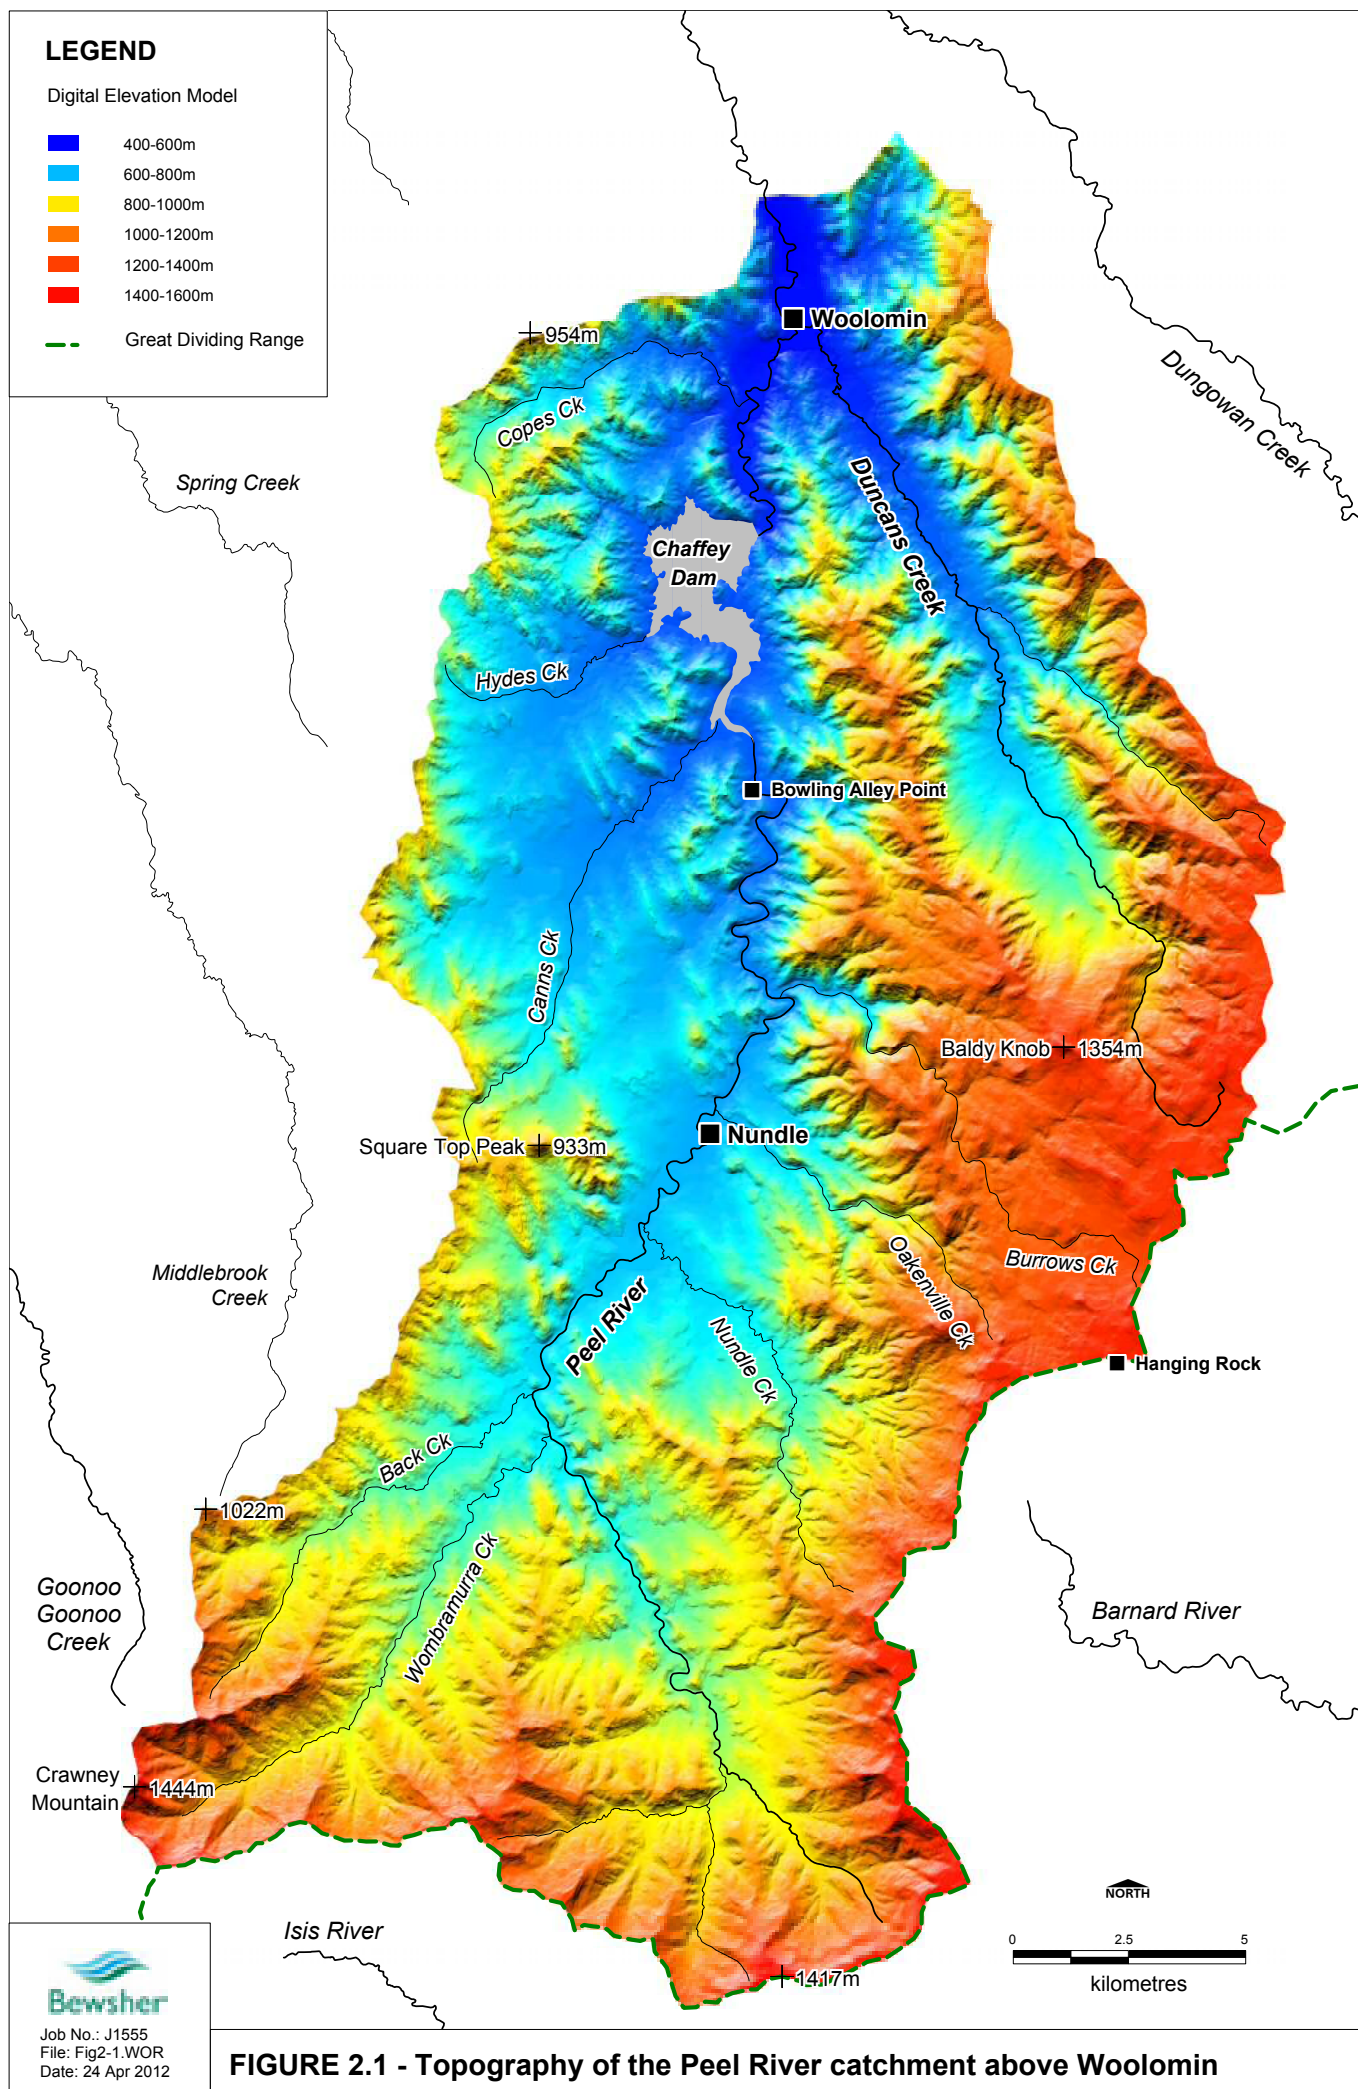 LEGEND
Digital Elevation Model
400-600m
600-800m
800-1000m
1000-1200m
1200-1400m
1400-1600m
Great Dividing Range
Woolomin
954m
Copes Ck
Dungowan Creek
Spring Creek
Duncans Creek
Chaffey
Dam
Hydes Ck
Bowling Alley Point
Canns Ck
Baldy Knob
1354m
Nundle
Square Top Peak
933m
Oakenville Ck
Burrows Ck
Middlebrook
Creek
Peel River
Nundle Ck
Hanging Rock
Back Ck
1022m
Wombramurra Ck
Goonoo
Goonoo
Creek
Barnard River
Crawney
Mountain
1444m
NORTH
Isis River
0
2.5
5
kilometres
1417m
Bewsher
Job No.: J1555
File: Fig2-1.WOR
Date: 24 Apr 2012
FIGURE 2.1 - Topography of the Peel River catchment above Woolomin